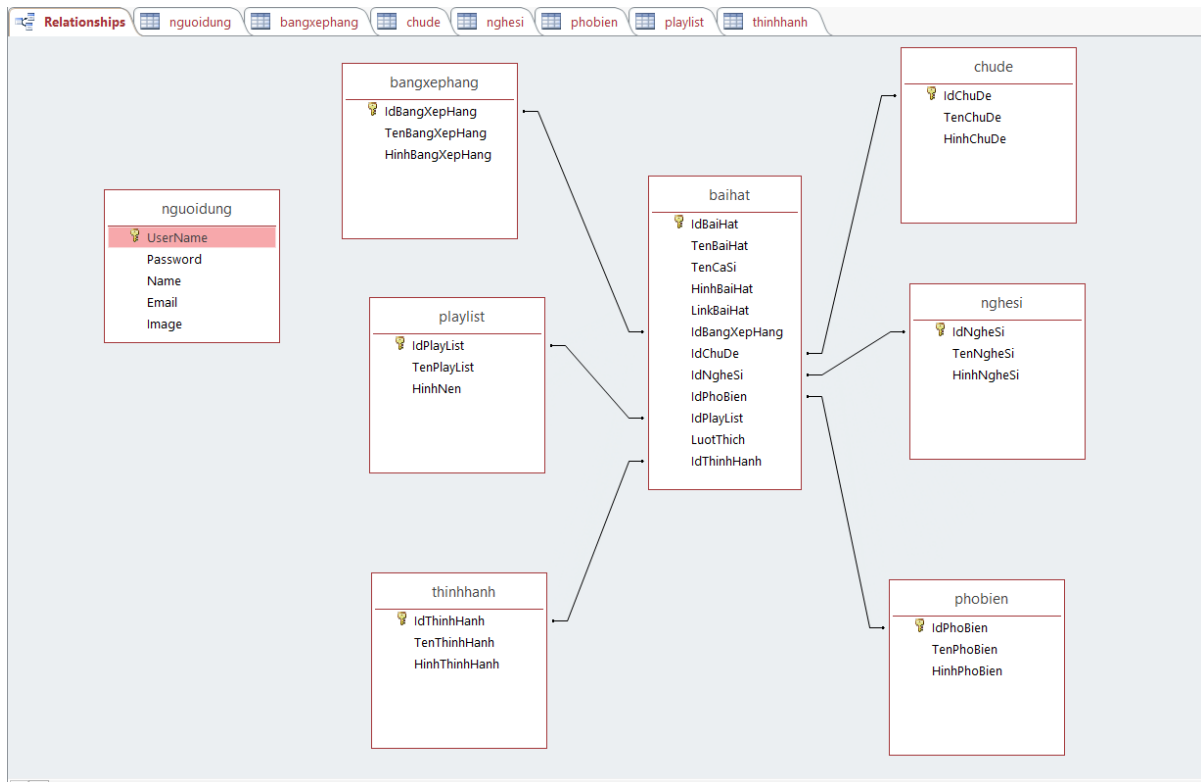 Relationships nguoidung bangxephang chude nghesi phobien playlist thinhhanh
bangxephang
IdBangXepHang
TenBangXepHang
HinhBangXepHang
chude
IdChuDe
TenChuDe
HinhChuDe
nguoidung
UserName
Password
Name
Email
Image
baihat
IdBaiHat
TenBaiHat
TenCaSi
HinhBaiHat
LinkBaiHat
IdBangXepHang
IdChuDe
IdNgheSi
IdPhoBien
IdPlayList
LuotThich
IdThinhHanh
playlist
IdPlayList
TenPlayList
HinhNen
nghesi
IdNgheSi
TenNgheSi
HinhNgheSi
thinhhanh
IdThinhHanh
TenThinhHanh
HinhThinhHanh
phobien
IdPhoBien
TenPhoBien
HinhPhoBien